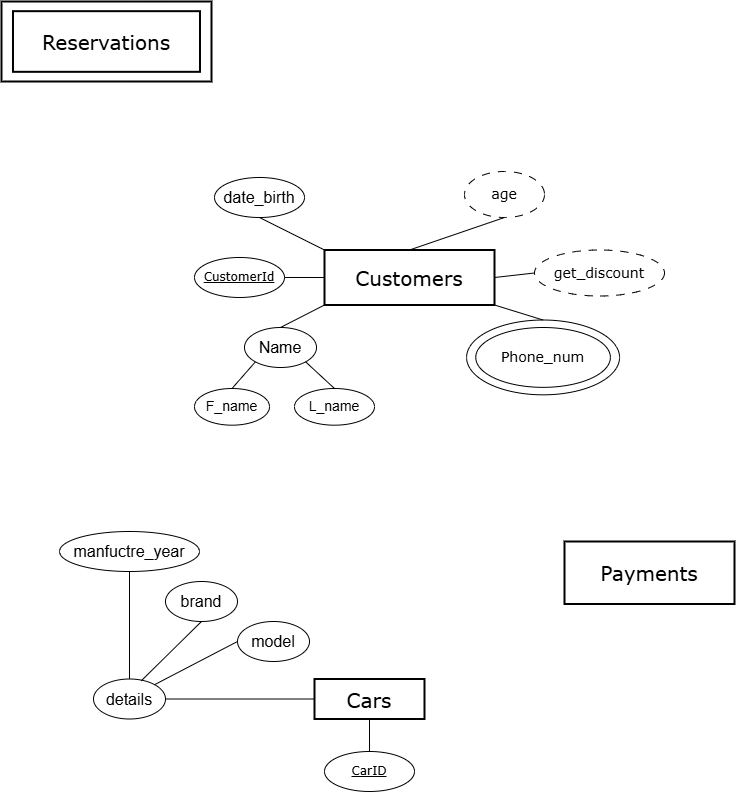 Reservations
date_birth
age
CustomerId
Customers
get_discount
Name
Phone_num
F_name
L_name
manfuctre_year
brand
model
Payments
details
Cars
CarID